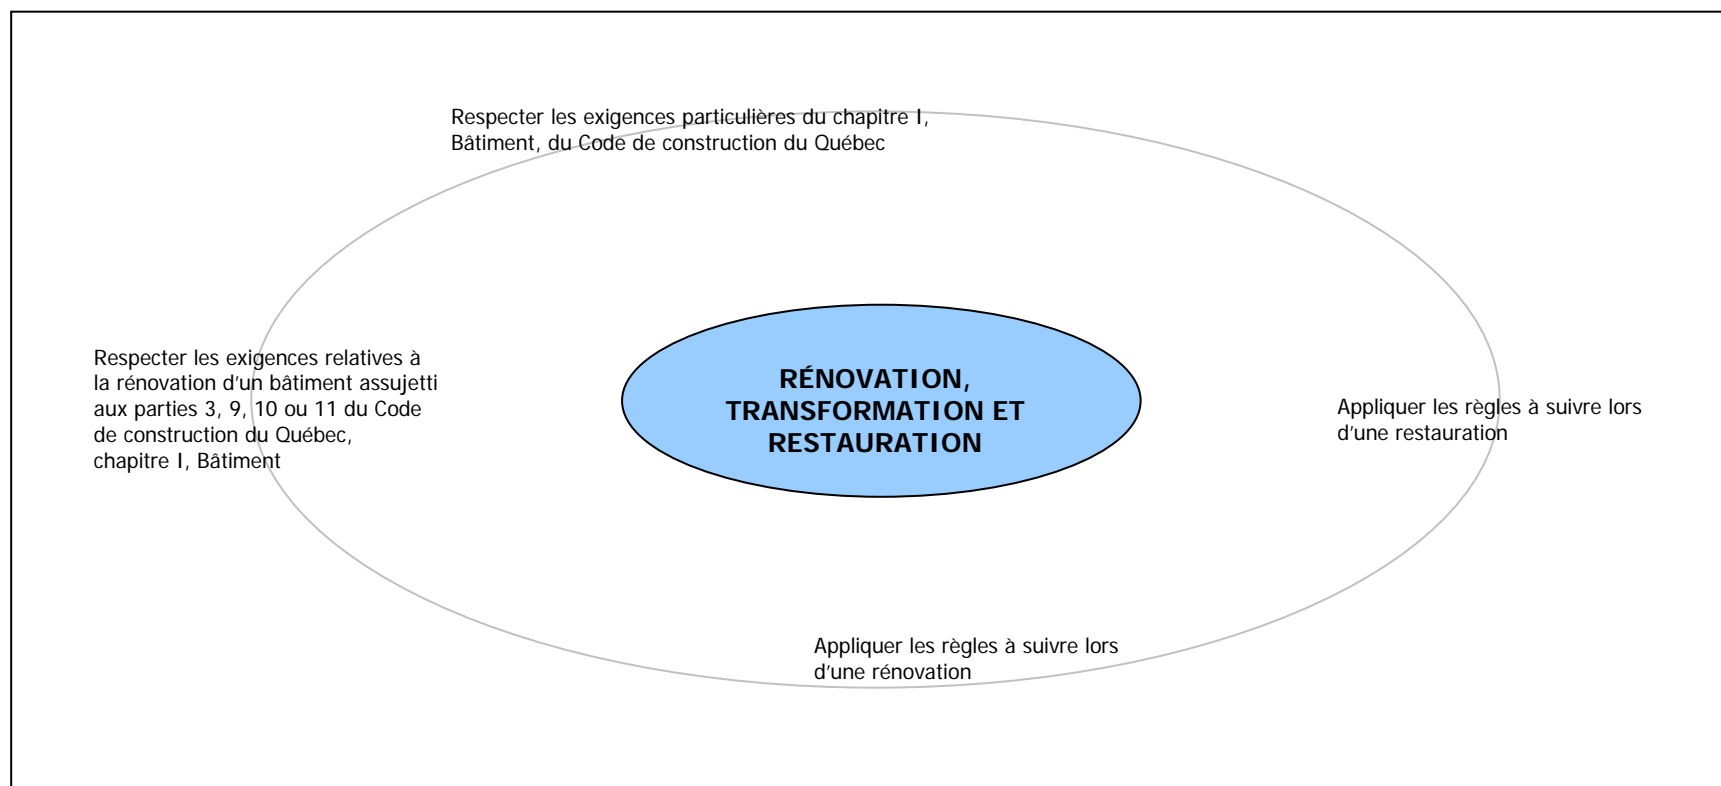 Respecter les exigences particulières du chapitre I,
Bâtiment, du Code de construction du Québec
Respecter les exigences relatives à
la rénovation d'un bâtiment assujetti
aux parties 3, 9, 10 ou 11 du Code
de construction du Québec,
chapitre I, Bâtiment
RÉNOVATION,
TRANSFORMATION ET
RESTAURATION
Appliquer les règles à suivre lors
d'une restauration
Appliquer les règles à suivre lors
d'une rénovation